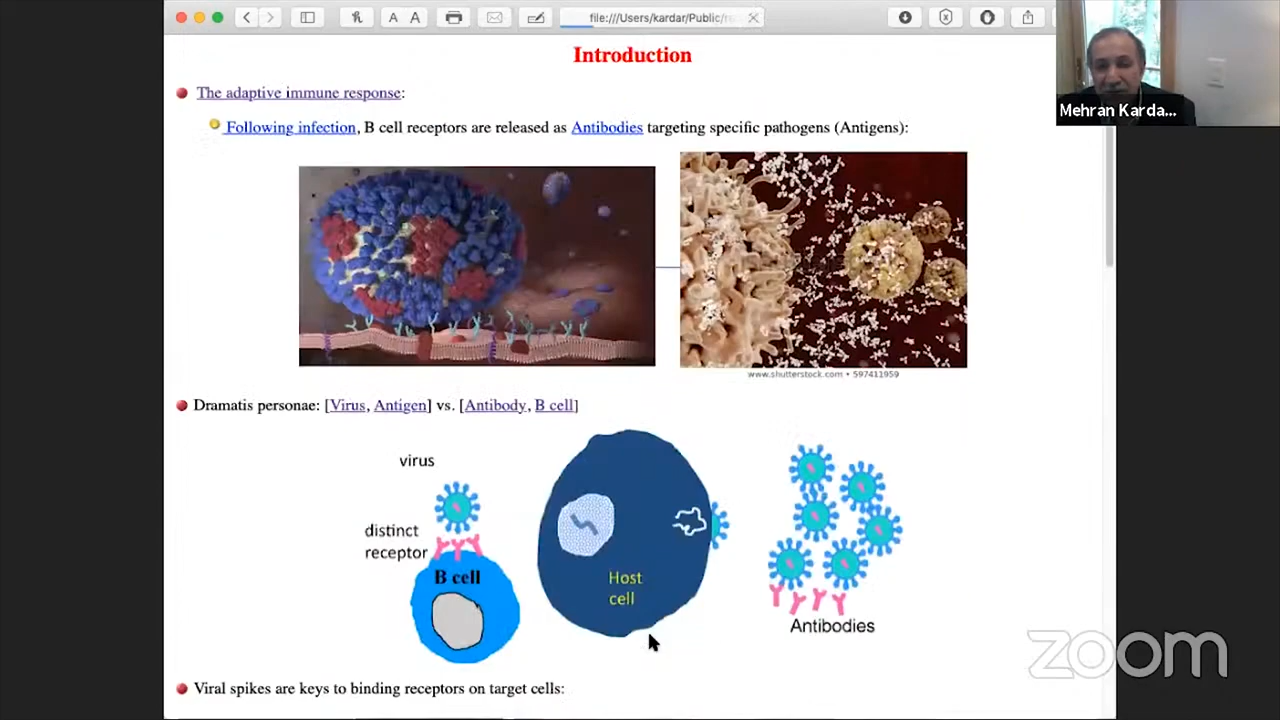 A A
file:///Users/kardar/Public/re
Introduction
Mehran Karda...
The adaptive immune response:
Following infection, B cell receptors are released as Antibodies targeting specific pathogens (Antigens):
www.shutterstock.com • 597411959
Dramatis personae: [Virus, Antigen] vs. [Antibody, B cell]
virus
distinct
receptor
B cell
Host
cell
Antibodies
zoom
Viral spikes are keys to binding receptors on target cells: